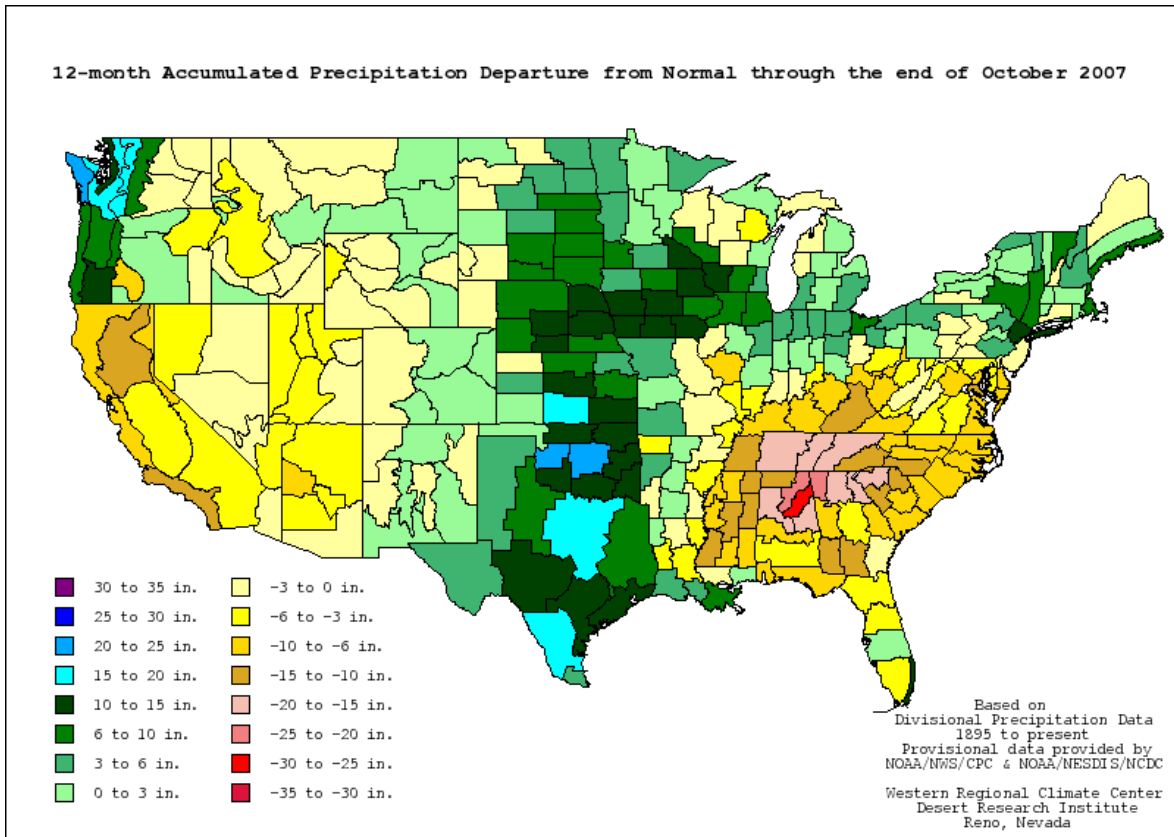 12-month Accumulated Precipitation Departure from Normal through the end of October 2007
30 to 35 in.
25 to 30 in.
20 to 25 in.
15 to 20 in.
10 to 15 in.
6 to 10 in.
3 to 6 in.
0 to 3 in.
-3 to 0 in.
-6 to -3 in.
-10 to -6 in.
-15 to -10 in.
-20 to -15 in.
-25 to -20 in.
-30 to -25 in.
-35 to -30 in.
Based on
Divisional Precipitation Data
1895 to present
Provisional data provided by
NOAA/NWS/CPC & NOAA/NESDIS/NCDC
Western Regional Climate Center
Desert Research Institute
Reno, Nevada